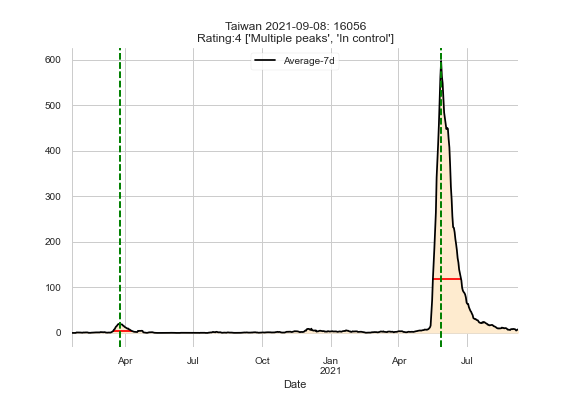 Taiwan 2021-09-08: 16056
Rating:4 ['Multiple peaks', 'In control']
Average-7d
600
500
400
300
200
100
0
Apr
Jul
Oct
Jan
2021
Apr
Jul
Date